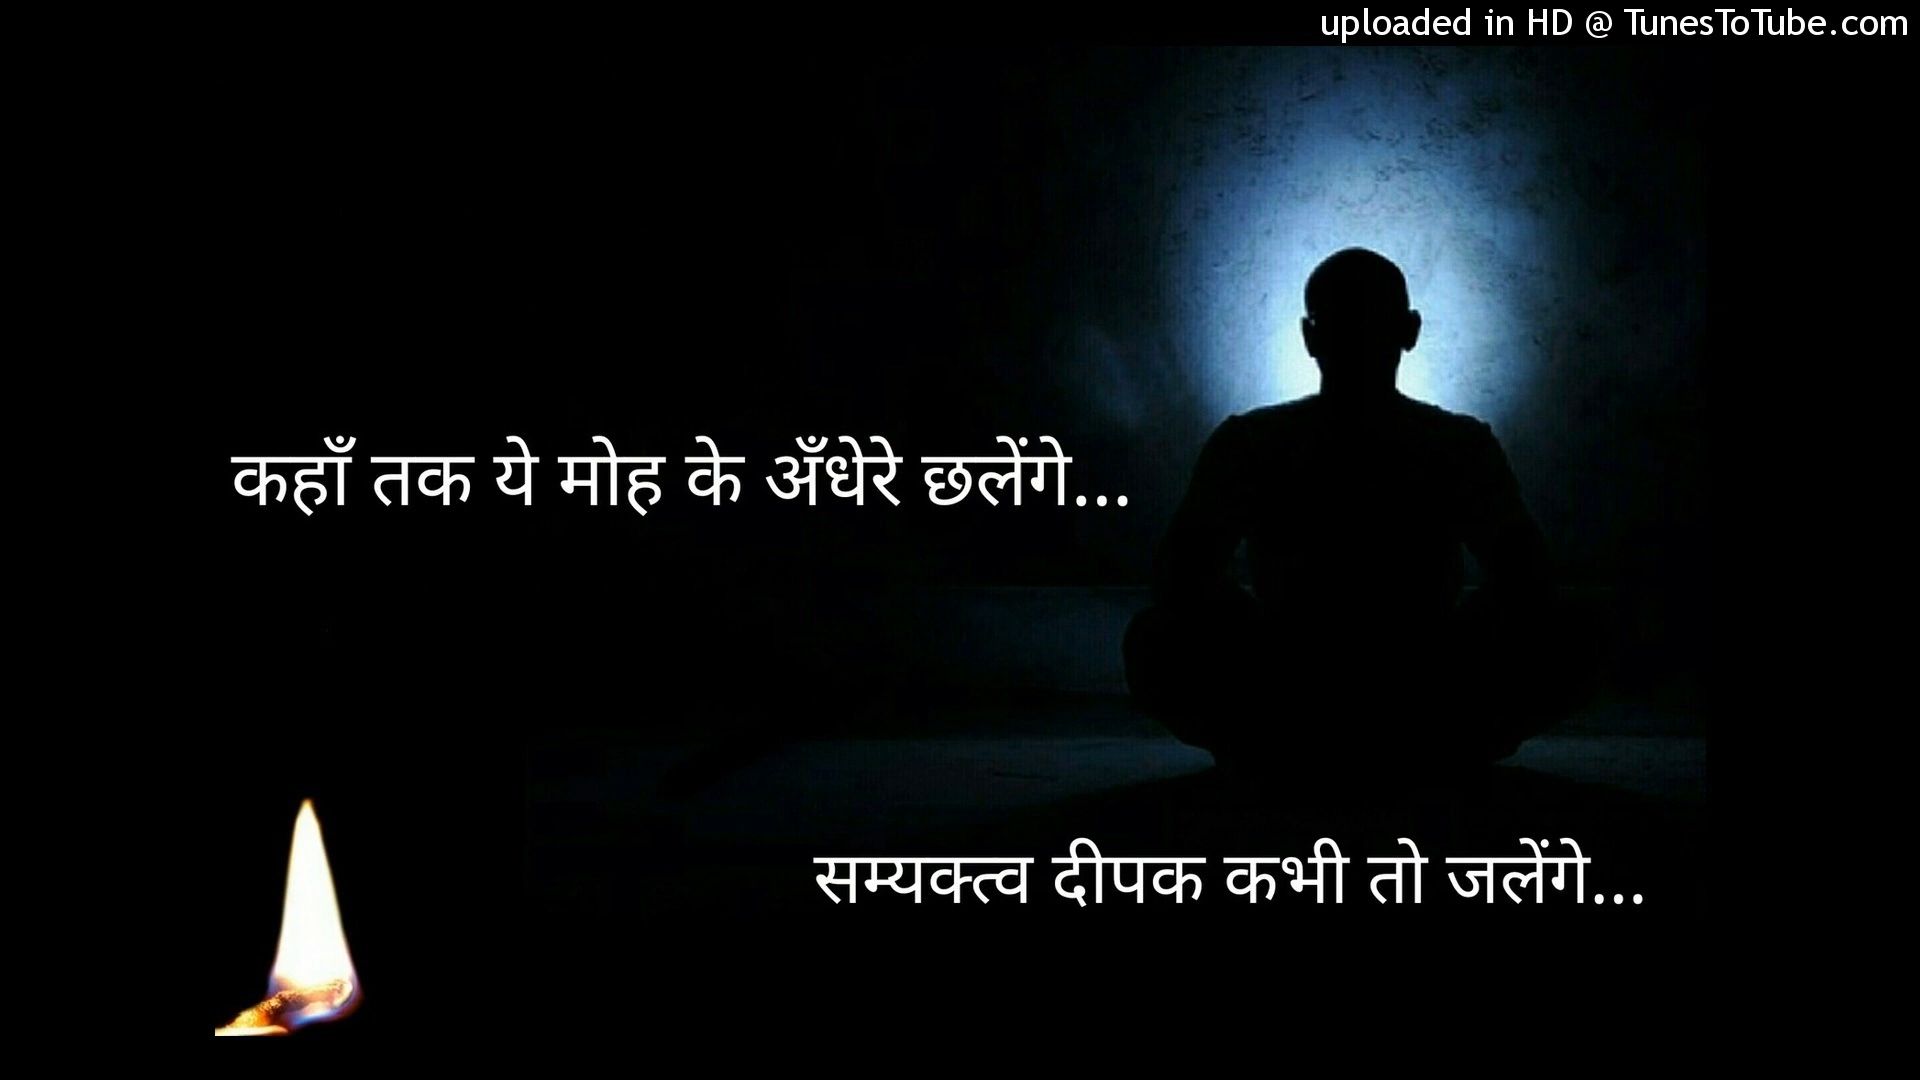 uploaded in HD @ TunesToTube.com
कहाँ तक ये मोह के अँधेरे छलेंगे...
सम्यक्त्व दीपक कभी तो जलेंगे...